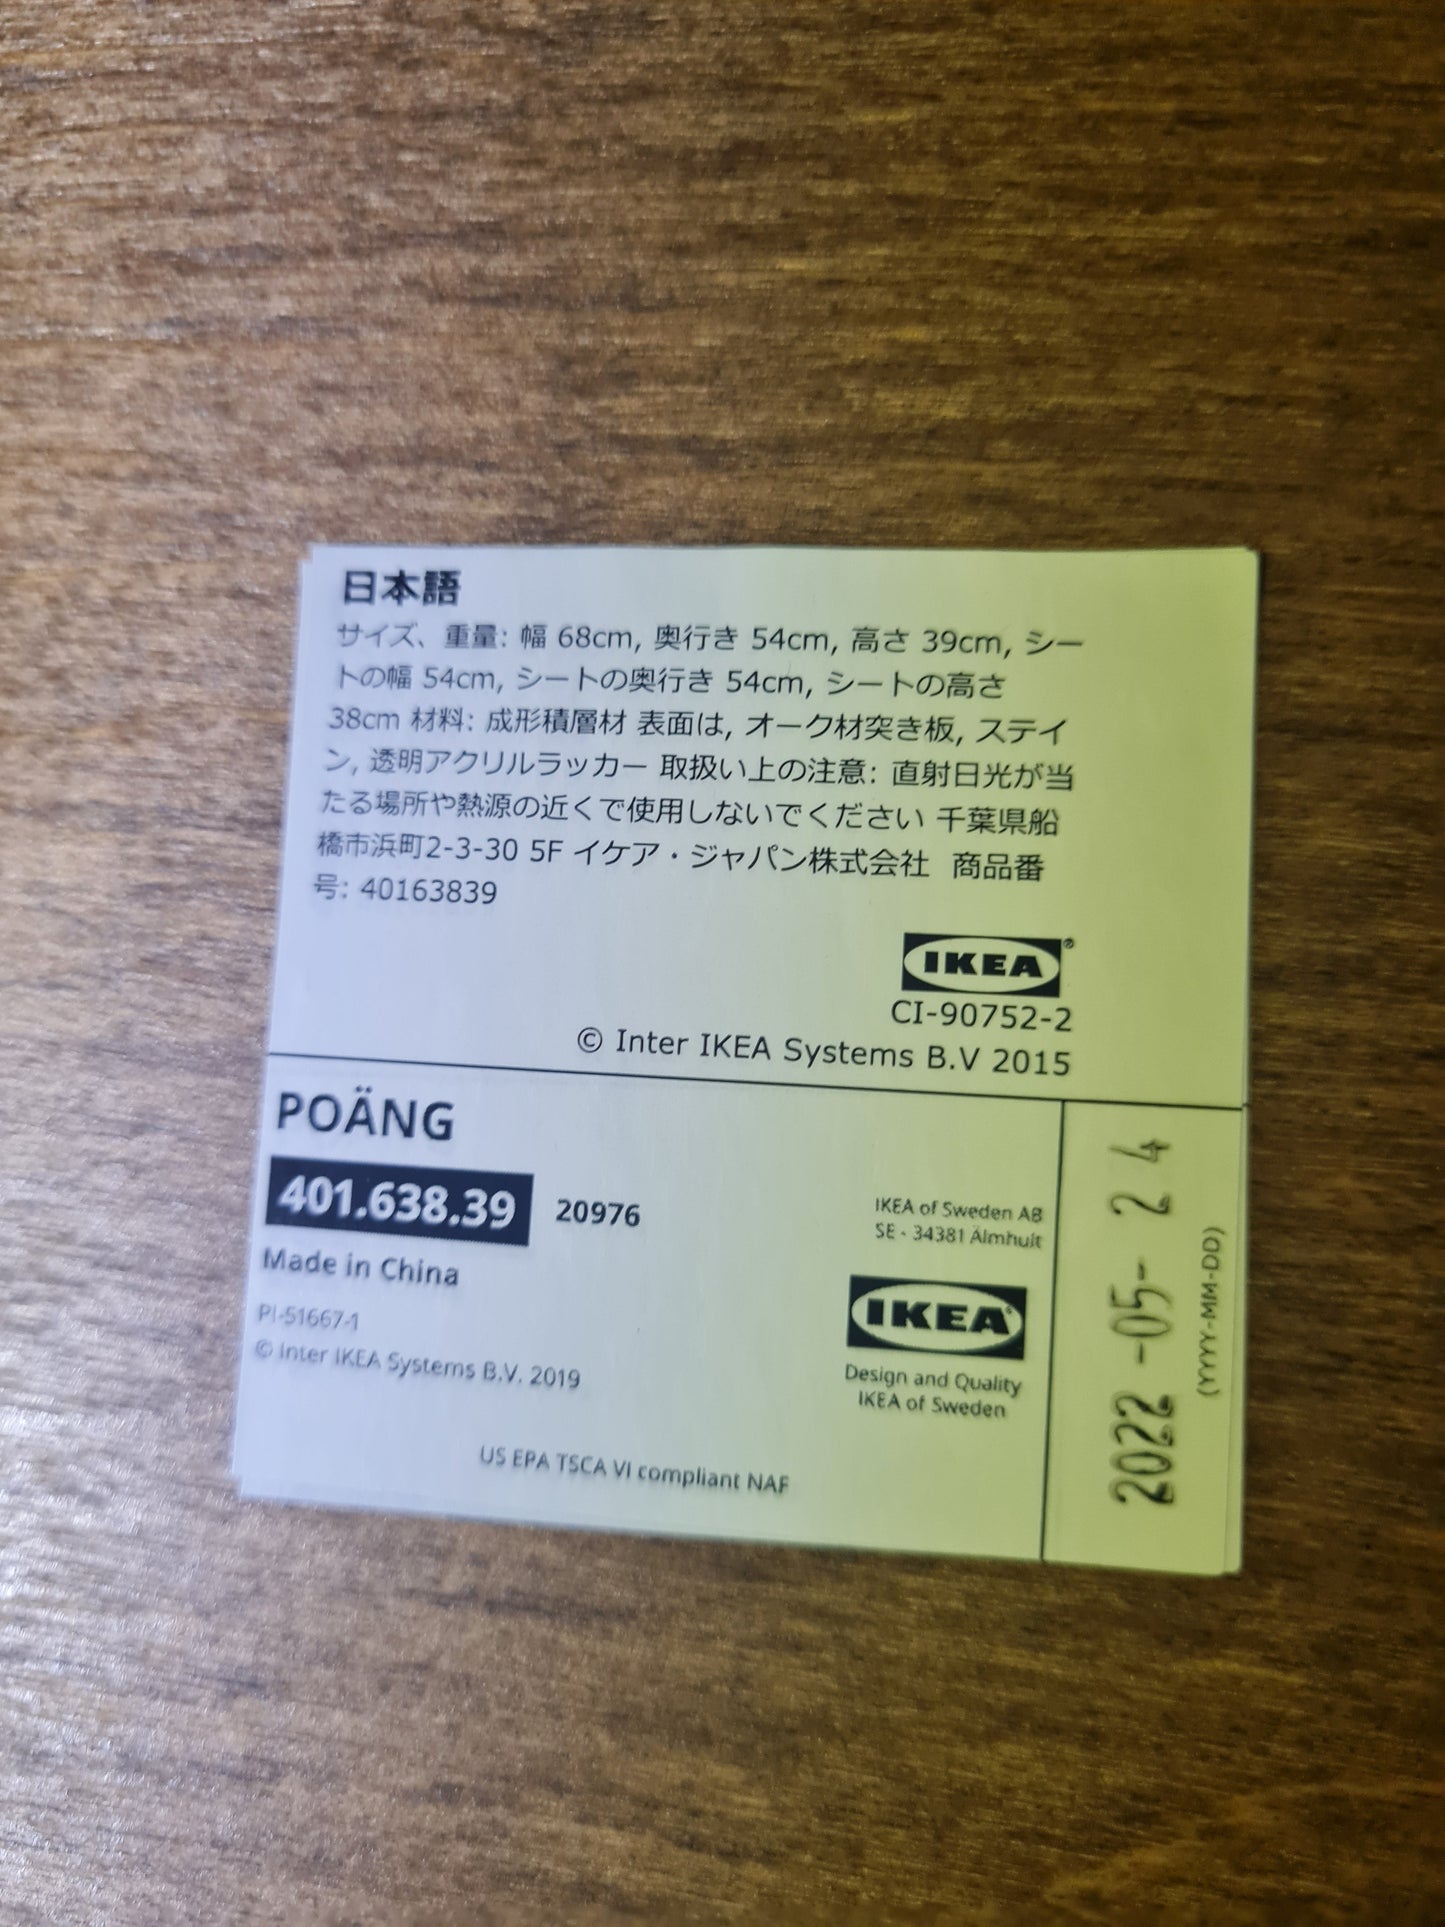 日本語
サイズ、重量: 幅 68cm, 奥行き 54cm, 高さ 39cm, シー
トの幅 54cm, シートの奥行き 54cm, シートの高さ
38cm 材料: 成形積層材 表面は, オーク材突き板, ステイ
ン, 透明アクリルラッカー 取扱い上の注意: 直射日光が当
たる場所や熱源の近くで使用しないでください 千葉県船
橋市浜町2-3-30 5F イケア・ジャパン株式会社 商品番
号: 40163839
IKEA®
CI-90752-2
© Inter IKEA Systems B.V 2015
POÄNG
401.638.39 20976
Made in China
PI-51667-1
© Inter IKEA Systems B.V. 2019
IKEA of Sweden AB
SE - 34381 Älmhult
IKEA®
Design and Quality
IKEA of Sweden
US EPA TSCA VI compliant NAF
2022 -05- 24
(YYYY-MM-DD)